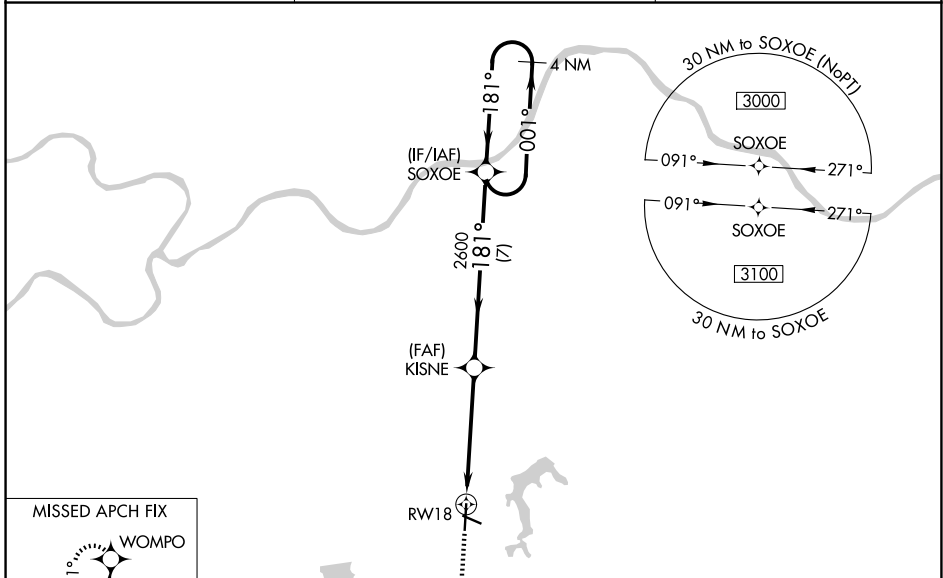 4 NM
181°
001°
(IF/IAF)
SOXOE
2600
181°
(7)
(FAF)
KISNE
RW18
30 NM to SOXOE (NoPT)
3000
SOXOE
091°
271°
091°
271°
SOXOE
3100
30 NM to SOXOE
MISSED APCH FIX
WOMPO